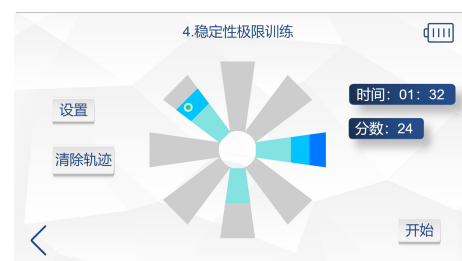 4.稳定性极限训练
时间：01：32
设置
分数：24
清除轨迹
开始